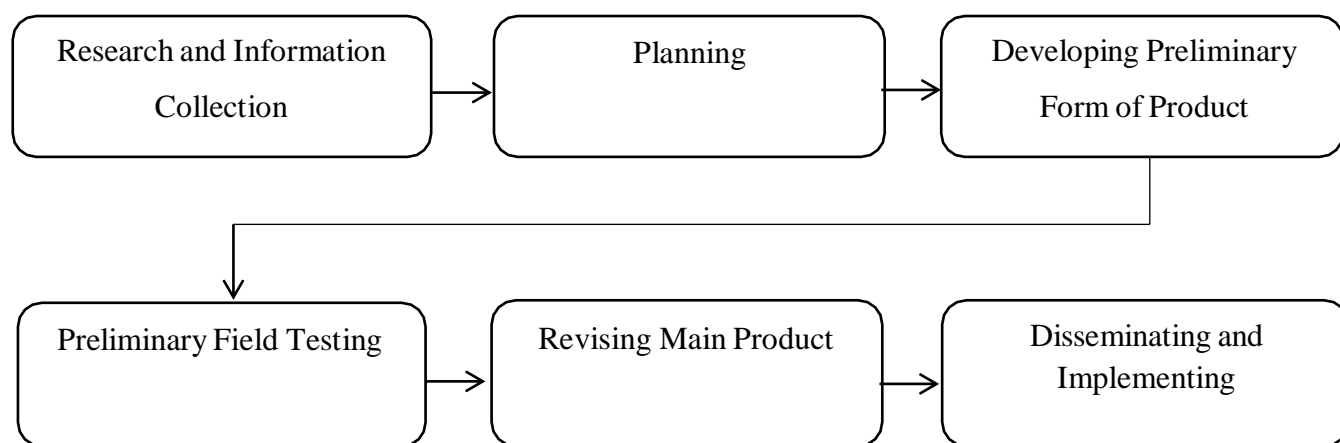 Research and Information
Collection
Planning
Developing Preliminary
Form of Product
Preliminary Field Testing
Revising Main Product
Disseminating and
Implementing